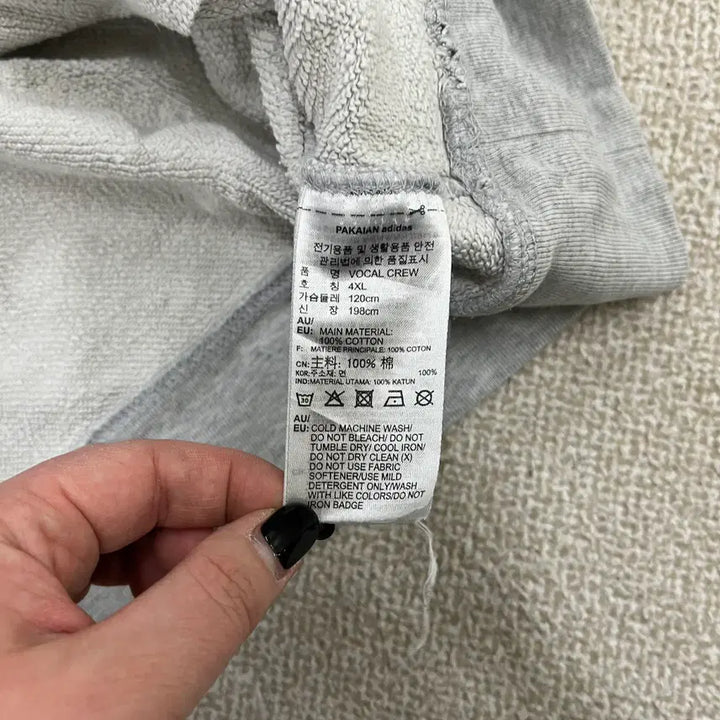 PAKAIAN adidas
전기용품 및 생활용품 안전
관리법에 의한 품질표시
품 명 VOCAL CREW
호 칭 4XL
가슴둘레 120cm
신 장 198cm
AU/
EU: MAIN MATERIAL:
100% COTTON
F: MATIERE PRINCIPALE: 100% COTON
CN: 主料: 100% 棉
KOR: 주소재: 면 100%
IND: MATERIAL UTAMA: 100% KATUN
30
AU/
EU: COLD MACHINE WASH/
DO NOT BLEACH/ DO NOT
TUMBLE DRY/ COOL IRON/
DO NOT DRY CLEAN (X)
DO NOT USE FABRIC
SOFTENER/USE MILD
DETERGENT ONLY/WASH
WITH LIKE COLORS/DO NOT
IRON BADGE